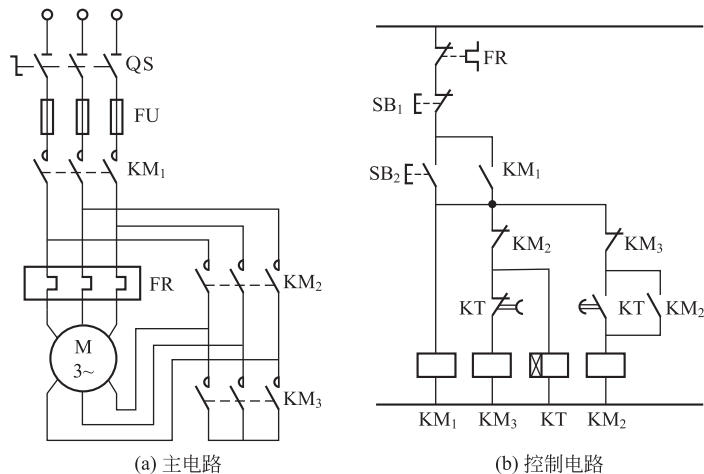 QS
FU
KM₁
FR
KM₂
M
3~
KM₃
(a) 主电路
FR
SB₁
SB₂
KM₁
KM₂
KM₃
KT
KT
KM₂
KM₁
KM₃
KT
KM₂
(b) 控制电路